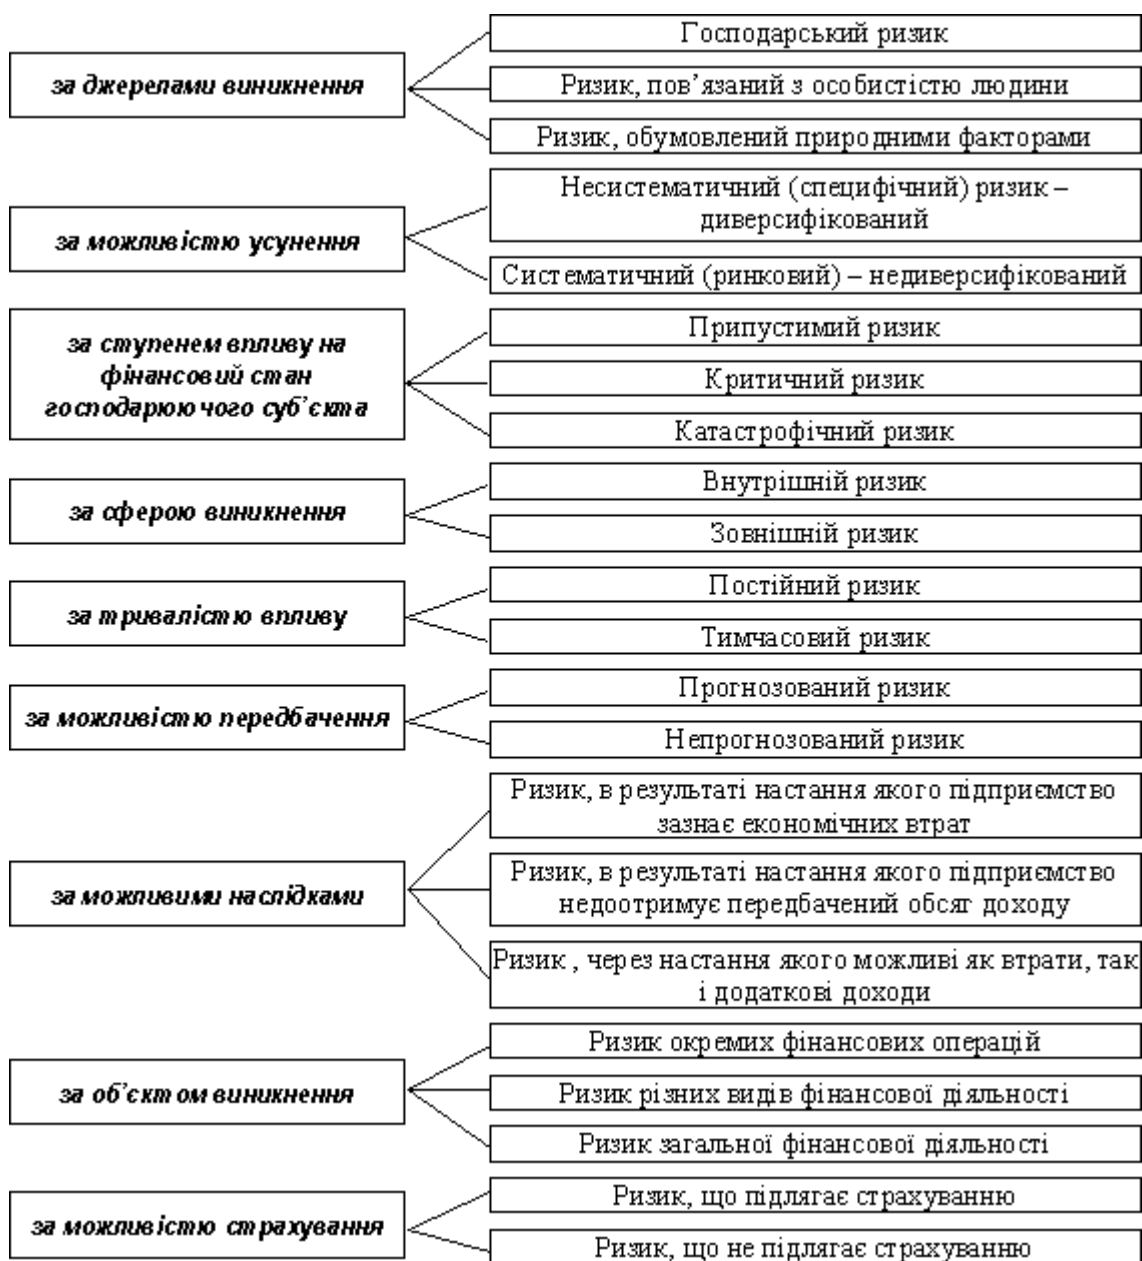 за джерелами виникнення
Господарський ризик
Ризик, пов’язаний з особистістю людини
Ризик, обумовлений природними факторами
за можливістю усунення
Несистематичний (специфічний) ризик –
диверсифікований
Систематичний (ринковий) – недиверсифікований
за ступенем впливу на
фінансовий стан
господарюючого суб’єкта
Припустимий ризик
Критичний ризик
Катастрофічний ризик
за сферою виникнення
Внутрішній ризик
Зовнішній ризик
за тривалістю впливу
Постійний ризик
Тимчасовий ризик
за можливістю передбачення
Прогнозований ризик
Непрогнозований ризик
за можливими наслідками
Ризик, в результаті настання якого підприємство
зазнає економічних втрат
Ризик, в результаті настання якого підприємство
недоотримує передбачений обсяг доходу
Ризик , через настання якого можливі як втрати, так
і додаткові доходи
за об’єктом виникнення
Ризик окремих фінансових операцій
Ризик різних видів фінансової діяльності
Ризик загальної фінансової діяльності
за можливістю страхування
Ризик, що підлягає страхуванню
Ризик, що не підлягає страхуванню